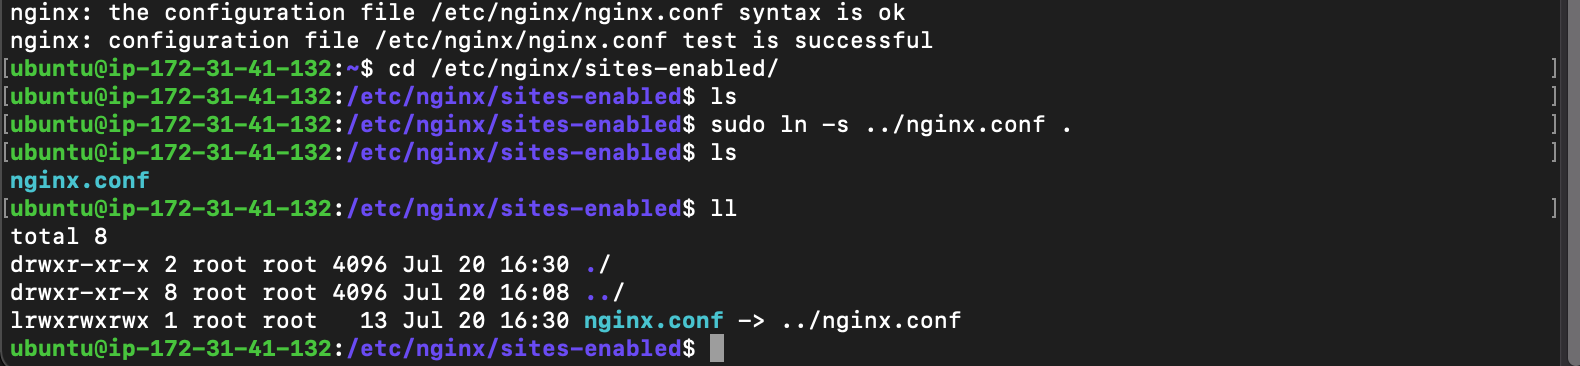 nginx: the configuration file /etc/nginx/nginx.conf syntax is ok
nginx: configuration file /etc/nginx/nginx.conf test is successful
[ubuntu@ip-172-31-41-132:~$ cd /etc/nginx/sites-enabled/ ]
[ubuntu@ip-172-31-41-132:/etc/nginx/sites-enabled$ ls ]
[ubuntu@ip-172-31-41-132:/etc/nginx/sites-enabled$ sudo ln -s ../nginx.conf . ]
[ubuntu@ip-172-31-41-132:/etc/nginx/sites-enabled$ ls ]
nginx.conf
[ubuntu@ip-172-31-41-132:/etc/nginx/sites-enabled$ ll ]
total 8
drwxr-xr-x 2 root root 4096 Jul 20 16:30 ./
drwxr-xr-x 8 root root 4096 Jul 20 16:08 ../
lrwxrwxrwx 1 root root   13 Jul 20 16:30 nginx.conf -> ../nginx.conf
ubuntu@ip-172-31-41-132:/etc/nginx/sites-enabled$